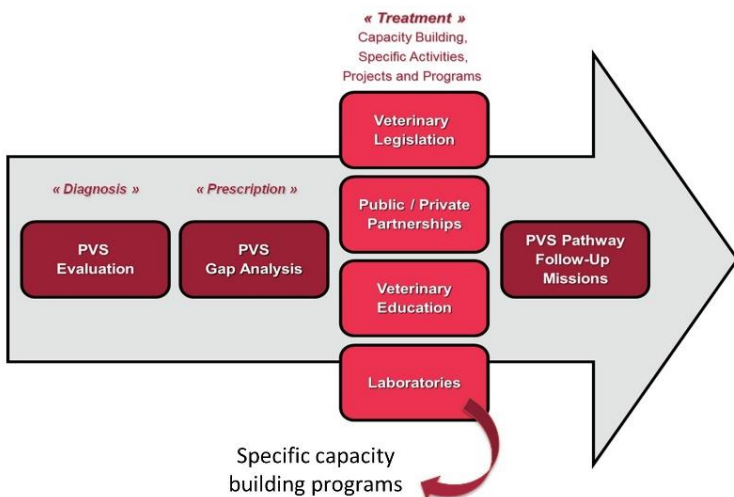 « Treatment »
Capacity Building,
Specific Activities,
Projects and Programs
« Diagnosis »
PVS
Evaluation
« Prescription »
PVS
Gap Analysis
Veterinary
Legislation
Public / Private
Partnerships
Veterinary
Education
Laboratories
PVS Pathway
Follow-Up
Missions
Specific capacity
building programs